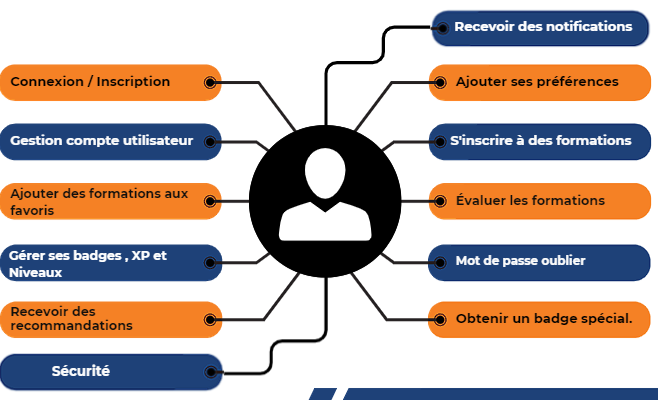 Connexion / Inscription
Gestion compte utilisateur
Ajouter des formations aux
favoris
Gérer ses badges , XP et
Niveaux
Recevoir des
recommandations
Sécurité
Recevoir des notifications
Ajouter ses préférences
S'inscrire à des formations
Évaluer les formations
Mot de passe oublier
Obtenir un badge spécial.